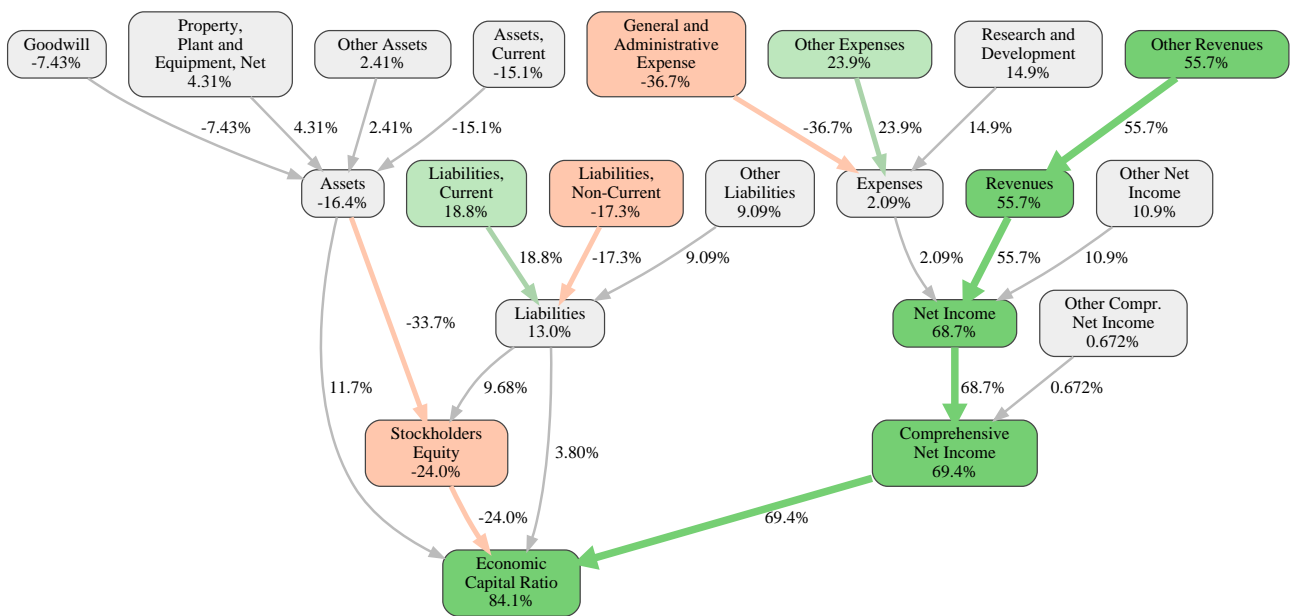 Goodwill
-7.43%
Property,
Plant and
Equipment, Net
4.31%
Other Assets
2.41%
Assets,
Current
-15.1%
General and
Administrative
Expense
-36.7%
Other Expenses
23.9%
Research and
Development
14.9%
Other Revenues
55.7%
-7.43%
4.31%
2.41%
-15.1%
-36.7%
23.9%
14.9%
55.7%
Assets
-16.4%
Liabilities,
Current
18.8%
Liabilities,
Non-Current
-17.3%
Other
Liabilities
9.09%
Expenses
2.09%
Revenues
55.7%
Other Net
Income
10.9%
18.8%
-17.3%
9.09%
2.09%
55.7%
10.9%
-33.7%
Liabilities
13.0%
Net Income
68.7%
Other Compr.
Net Income
0.672%
11.7%
9.68%
68.7%
0.672%
Stockholders
Equity
-24.0%
3.80%
Comprehensive
Net Income
69.4%
-24.0%
69.4%
Economic
Capital Ratio
84.1%